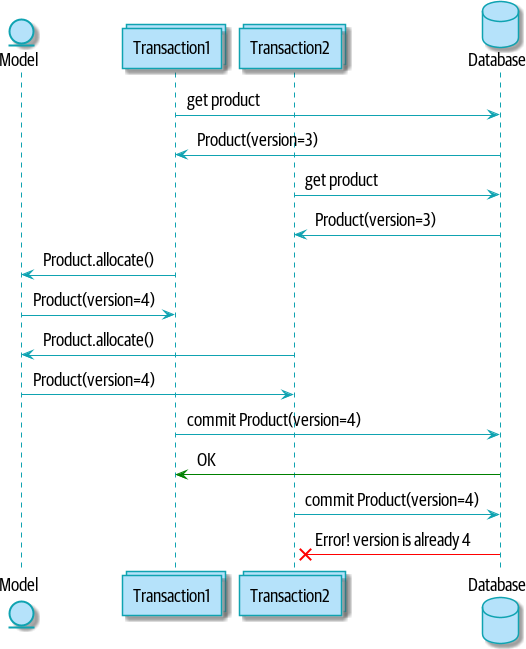 Model
Transaction1
Transaction2
Database
get product
Product(version=3)
get product
Product(version=3)
Product.allocate()
Product(version=4)
Product.allocate()
Product(version=4)
commit Product(version=4)
OK
commit Product(version=4)
Error! version is already 4
Model
Transaction1
Transaction2
Database